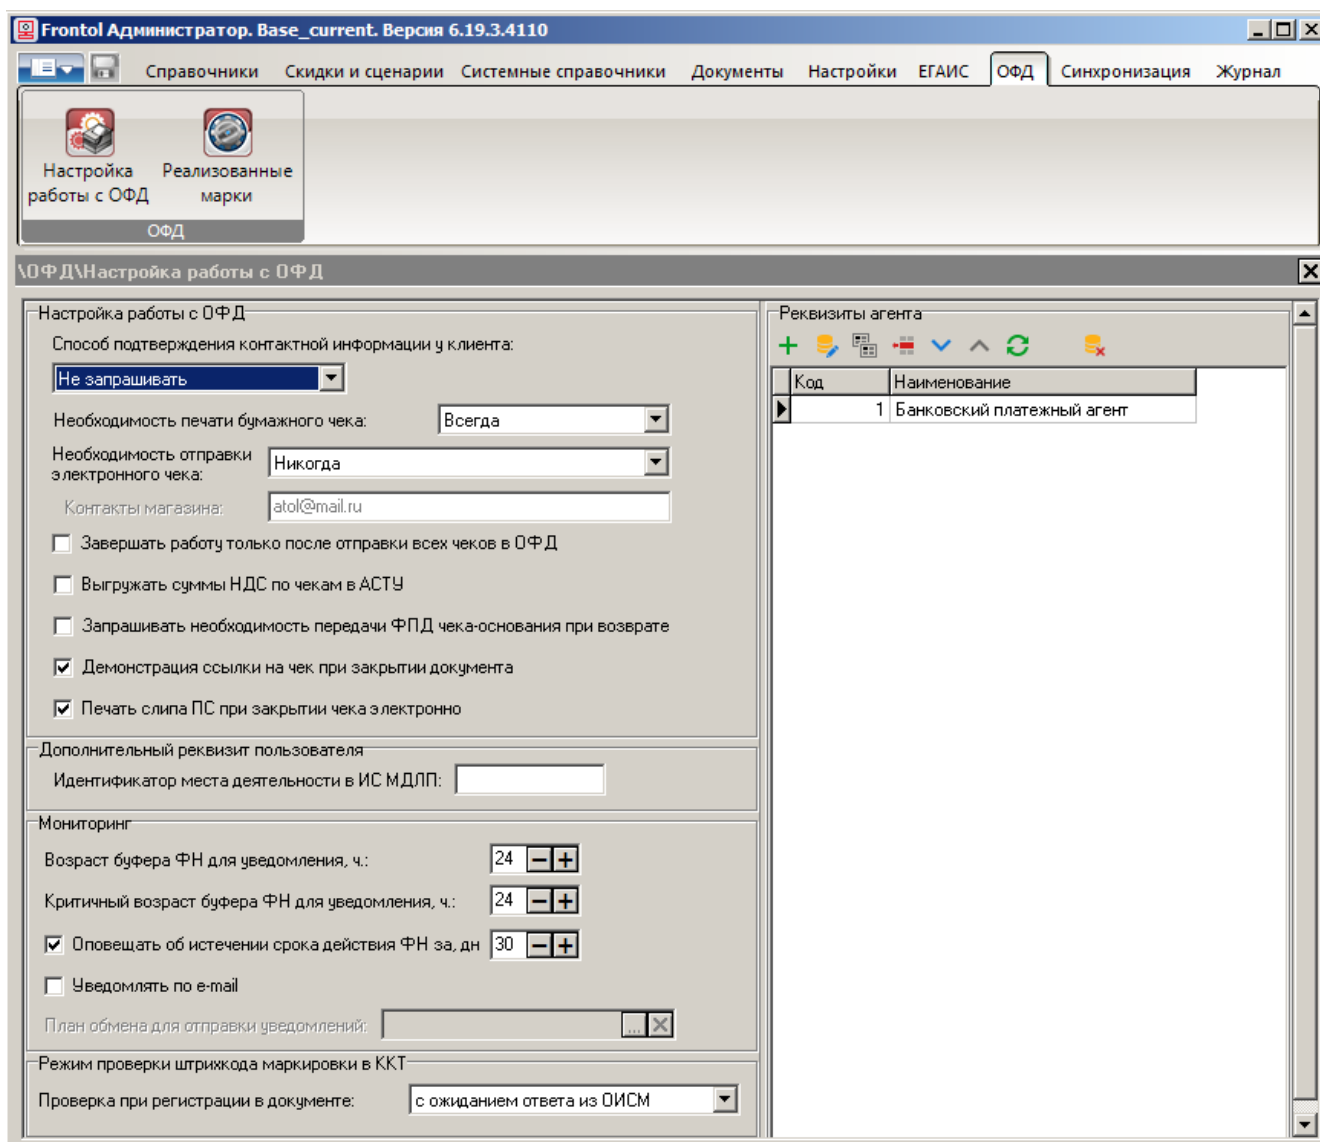 Frontol Администратор. Base_current. Версия 6.19.3.4110
Справочники Скидки и сценарии Системные справочники Документы Настройки ЕГАИС ОФД Синхронизация Журнал
Настройка работы с ОФД
Реализованные марки
ОФД
\ОФД\Настройка работы с ОФД
Настройка работы с ОФД
Способ подтверждения контактной информации у клиента:
Не запрашивать
Необходимость печати бумажного чека: Всегда
Необходимость отправки
электронного чека: Никогда
Контакты магазина: atol@mail.ru
Завершать работу только после отправки всех чеков в ОФД
Выгружать суммы НДС по чекам в АСТУ
Запрашивать необходимость передачи ФПД чека-основания при возврате
Демонстрация ссылки на чек при закрытии документа
Печать слипа ПС при закрытии чека электронно
Дополнительный реквизит пользователя
Идентификатор места деятельности в ИС МДЛП:
Мониторинг
Возраст буфера ФН для уведомления, ч.: 24
Критичный возраст буфера ФН для уведомления, ч.: 24
Оповещать об истечении срока действия ФН за, дн 30
Уведомлять по e-mail
План обмена для отправки уведомлений: ...
Режим проверки штрихкода маркировки в ККТ
Проверка при регистрации в документе: с ожиданием ответа из ОИСМ
Реквизиты агента
Код Наименование
1 Банковский платежный агент